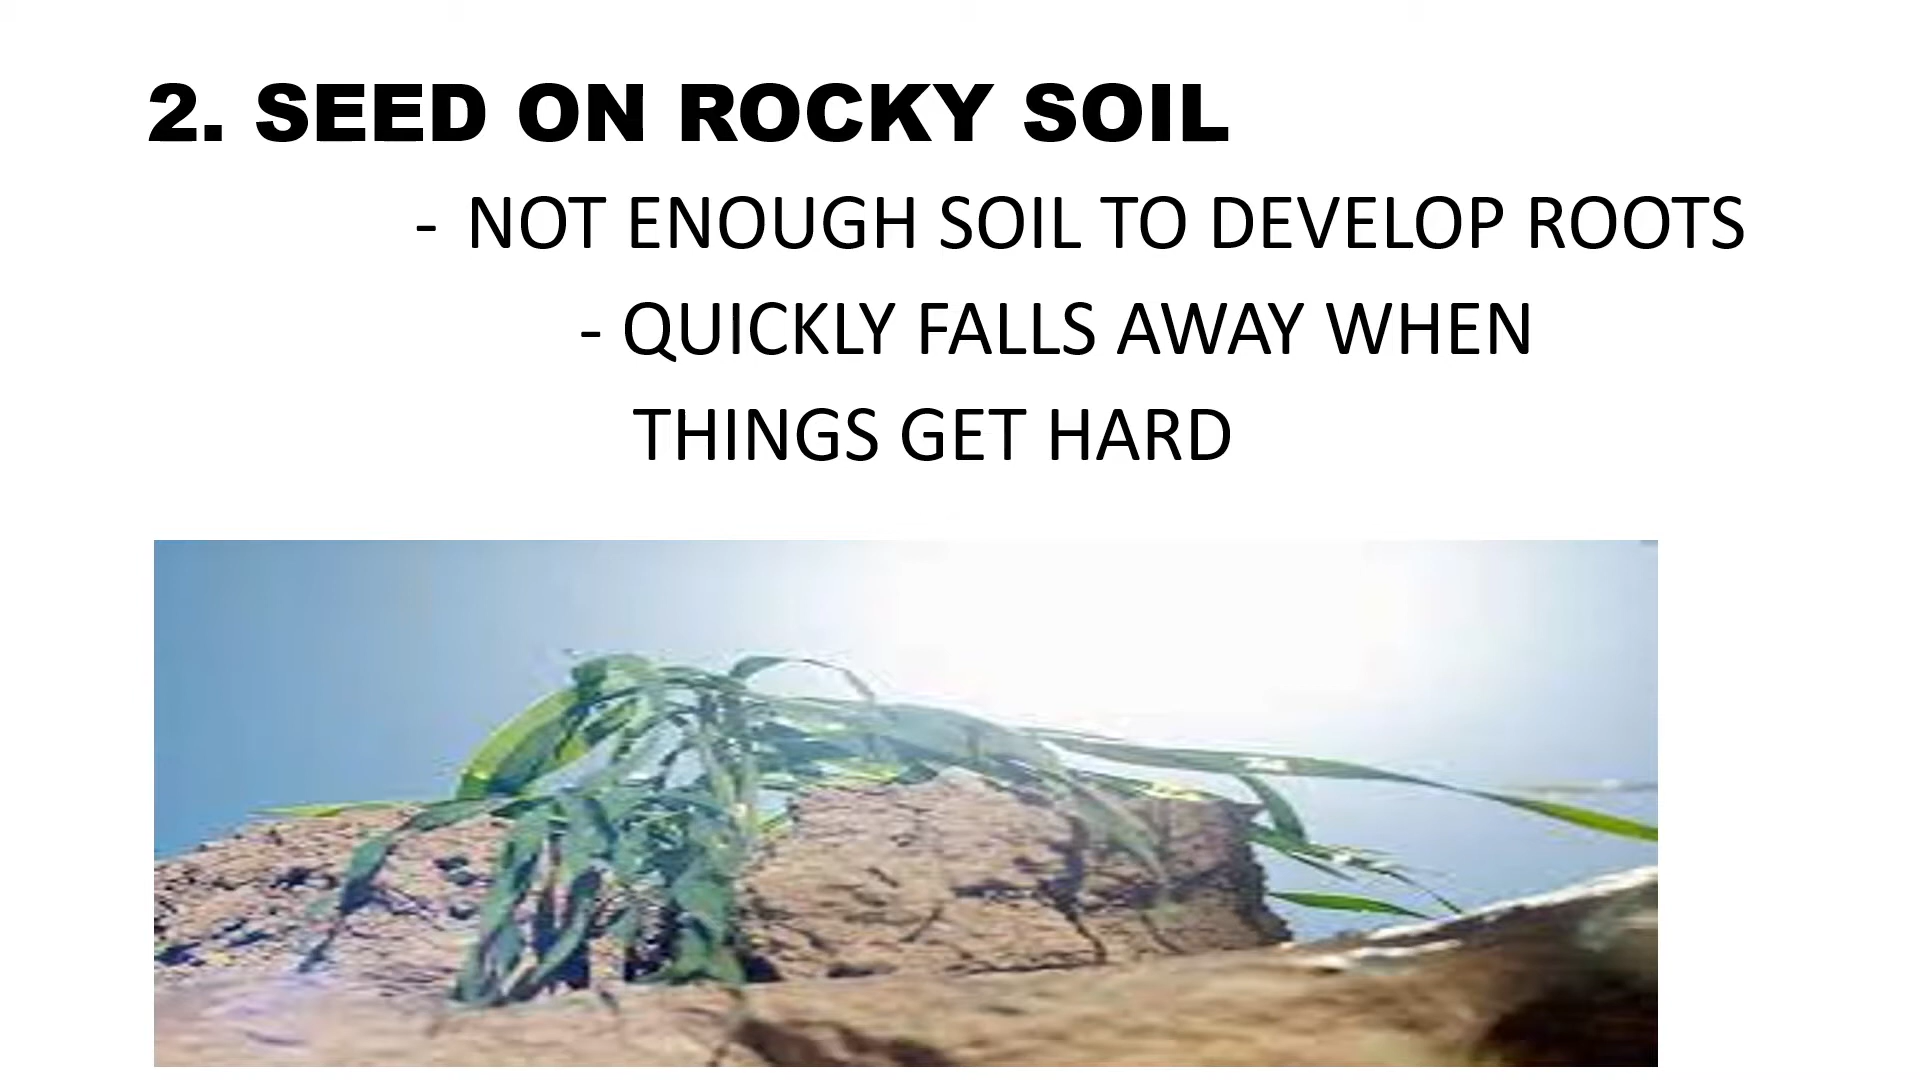 2. SEED ON ROCKY SOIL
- NOT ENOUGH SOIL TO DEVELOP ROOTS
- QUICKLY FALLS AWAY WHEN
THINGS GET HARD